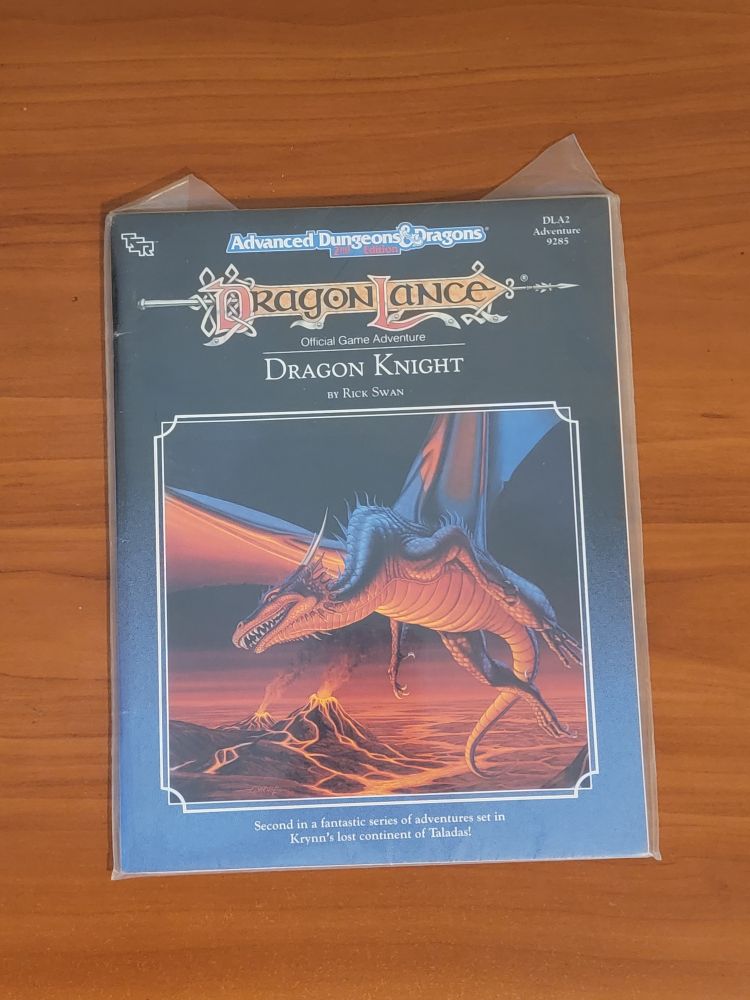 TSR
Advanced Dungeons & Dragons®
2nd Edition
DLA2
Adventure
9285
DRAGONLANCE®
Official Game Adventure
DRAGON KNIGHT
BY RICK SWAN
Second in a fantastic series of adventures set in
Krynn's lost continent of Taladas!